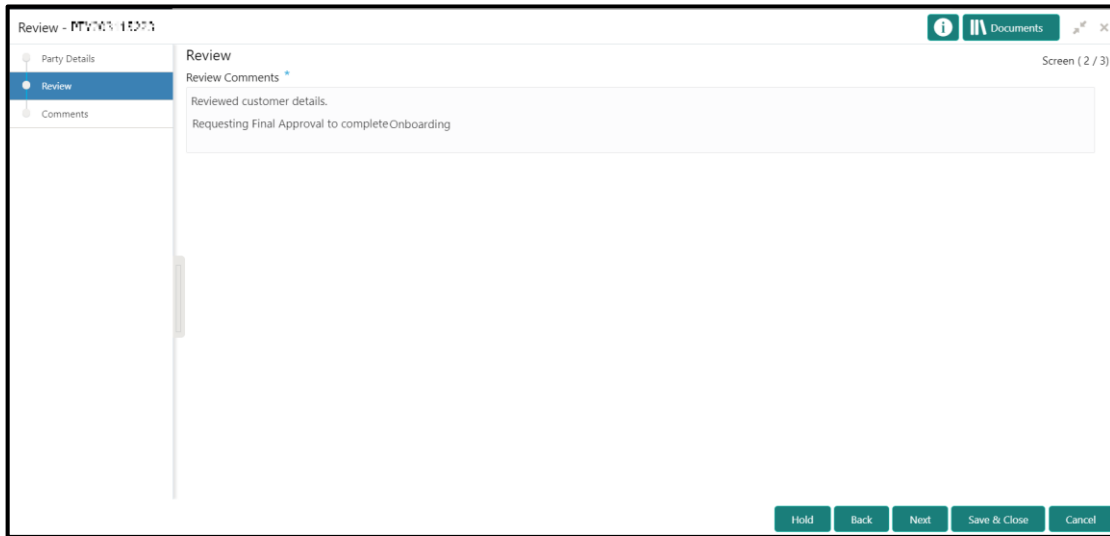 Review -
Documents
Party Details
Review
Comments
Review
Screen ( 2 / 3)
Review Comments *
Reviewed customer details.
Requesting Final Approval to complete Onboarding
Hold
Back
Next
Save & Close
Cancel